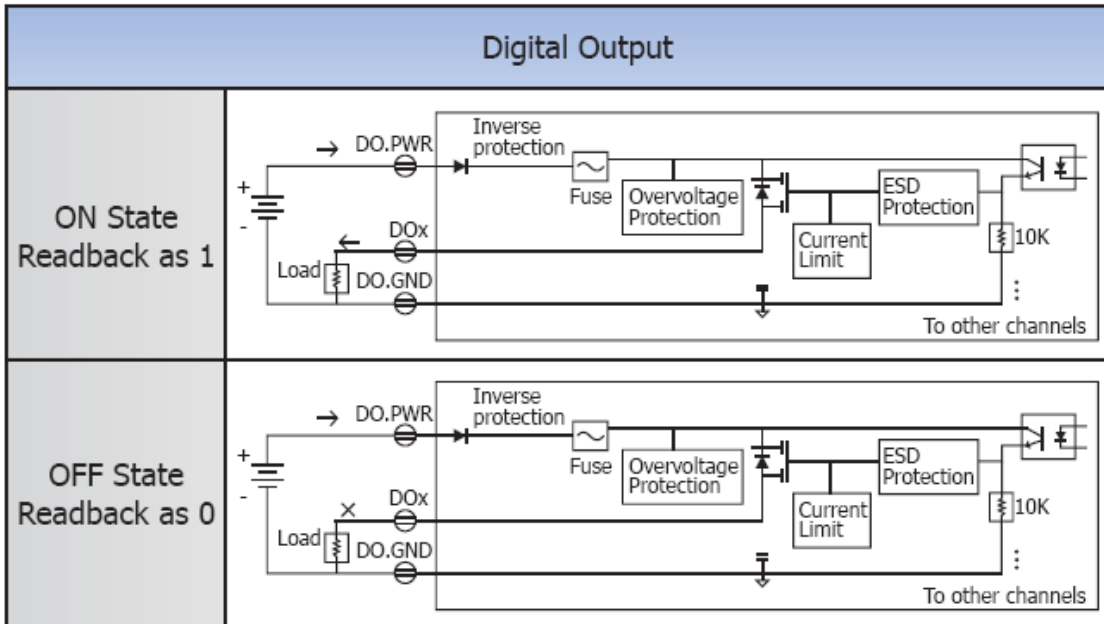 Digital Output
ON State
Readback as 1
+
-
Load
DO.PWR
DOx
DO.GND
Inverse
protection
Fuse
Overvoltage
Protection
Current
Limit
ESD
Protection
10K
To other channels
OFF State
Readback as 0
+
-
Load
DO.PWR
DOx
DO.GND
Inverse
protection
Fuse
Overvoltage
Protection
Current
Limit
ESD
Protection
10K
To other channels